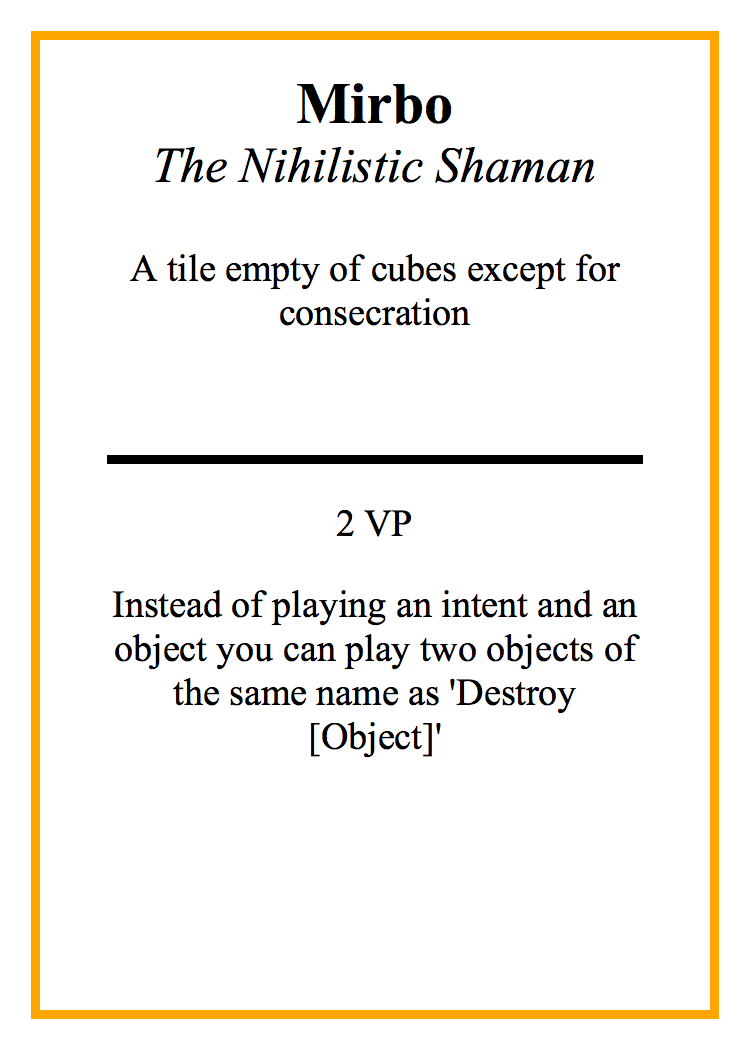 Mirbo
The Nihilistic Shaman
A tile empty of cubes except for
consecration
2 VP
Instead of playing an intent and an
object you can play two objects of
the same name as 'Destroy
[Object]'